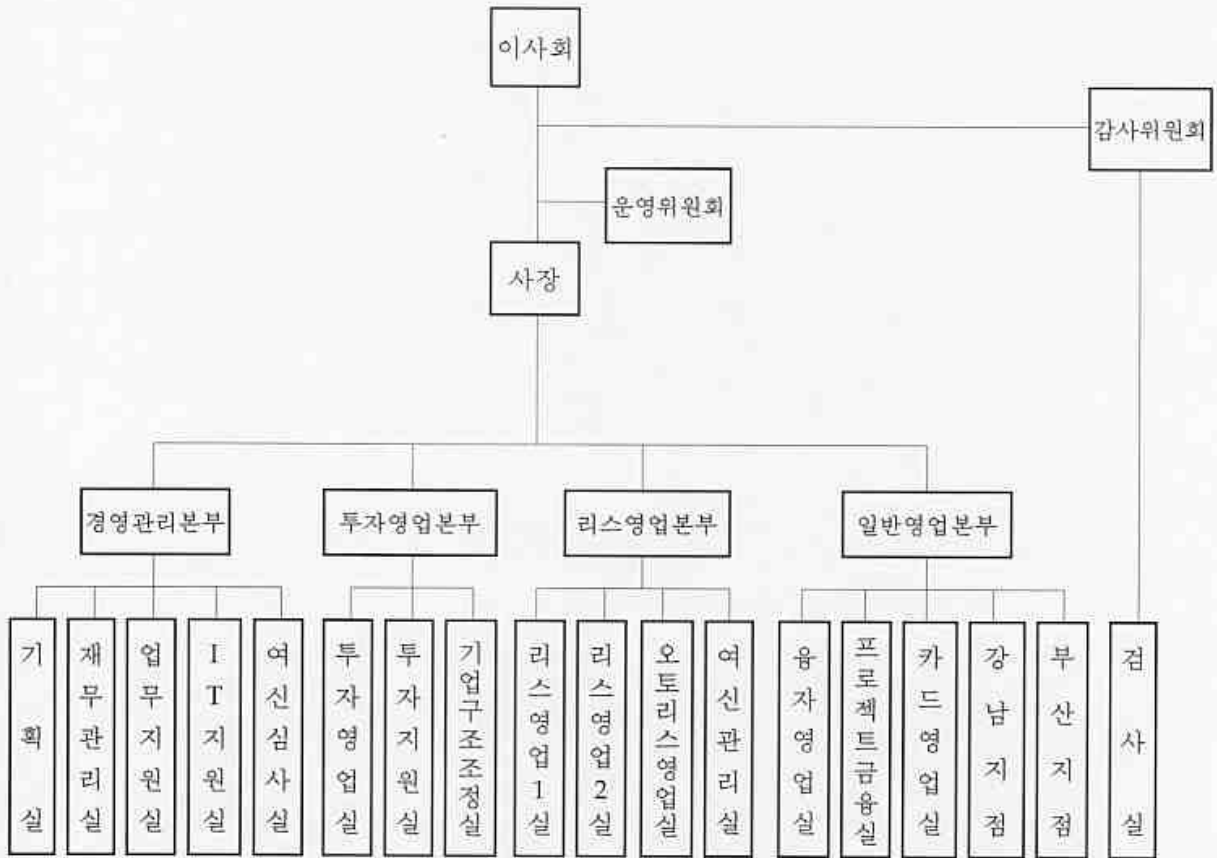 이사회
감사위원회
운영위원회
사장
경영관리본부
투자영업본부
리스영업본부
일반영업본부
기획실
재무관리실
업무지원실
IT지원실
여신심사실
투자영업실
투자지원실
기업구조조정실
리스영업1실
리스영업2실
오토리스영업실
여신관리실
융자영업실
프로젝트금융실
카드영업실
강남지점
부산지점
검사실